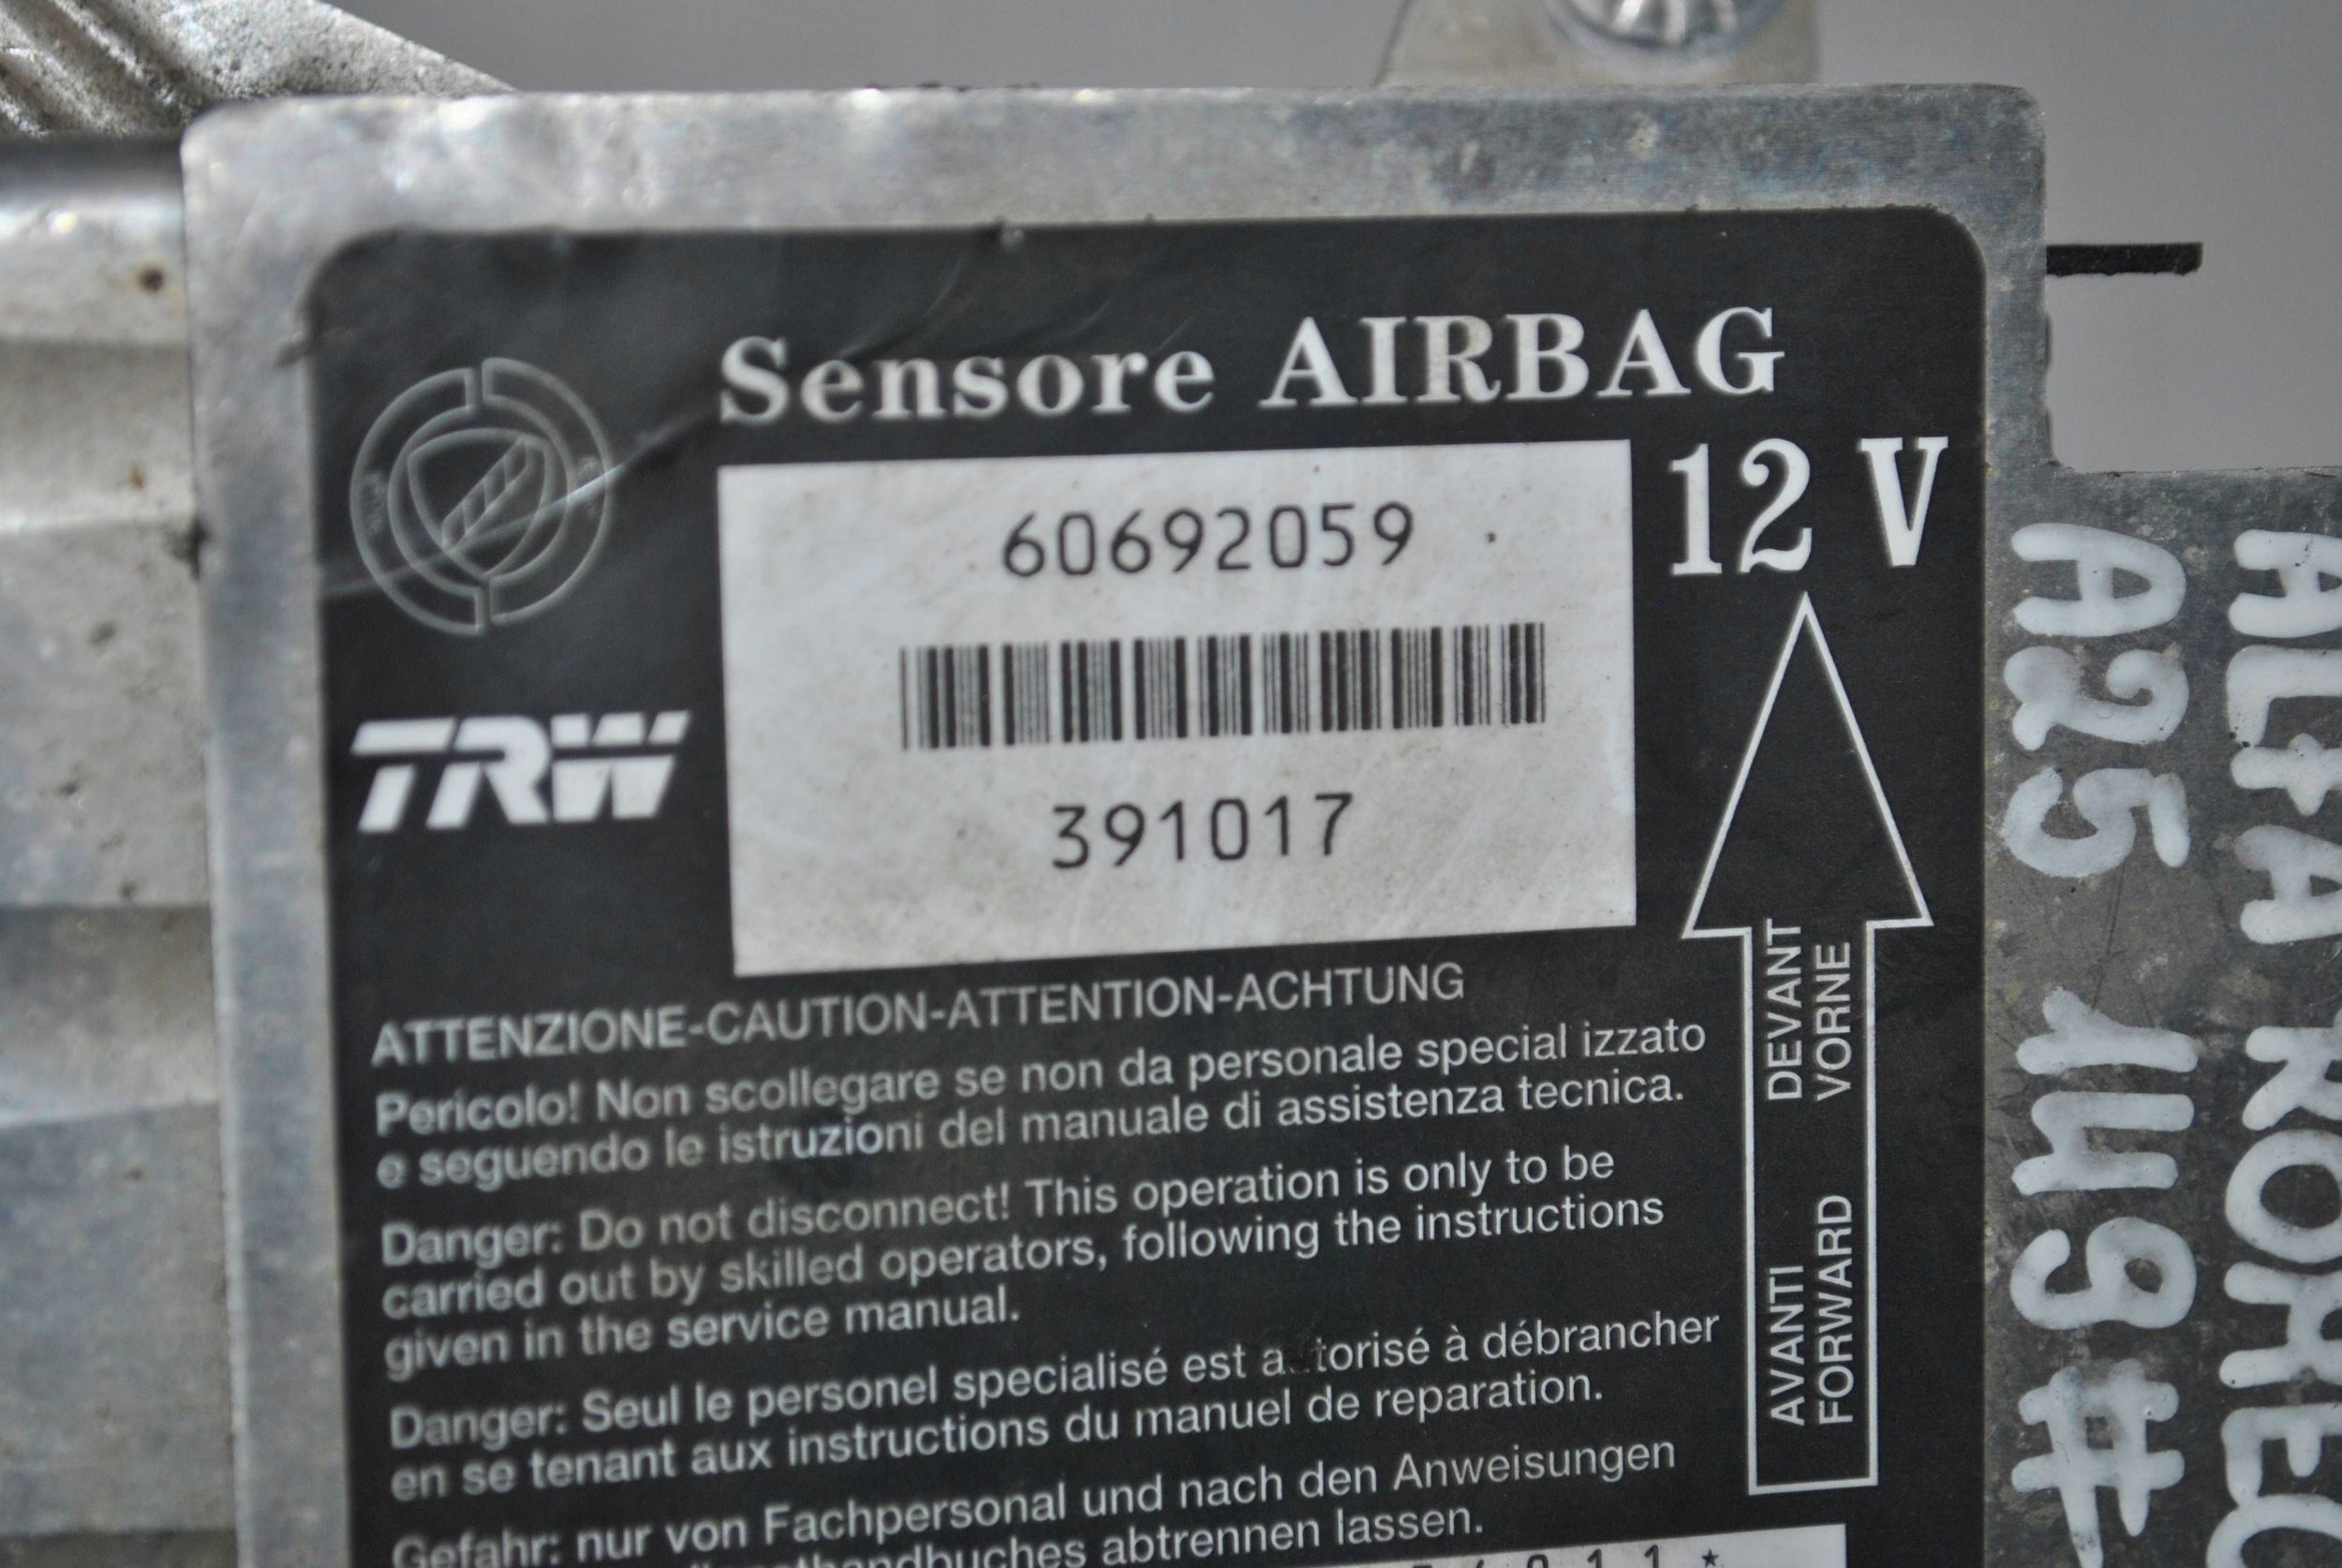 Sensore AIRBAG
60692059
12 V
391017
TRW
ATTENZIONE-CAUTION-ATTENTION-ACHTUNG
Pericolo! Non scollegare se non da personale special izzato
e seguendo le istruzioni del manuale di assistenza tecnica.
Danger: Do not disconnect! This operation is only to be
carried out by skilled operators, following the instructions
given in the service manual.
Danger: Seul le personel specialisé est a torisé à débrancher
en se tenant aux instructions du manuel de reparation.
Gefahr: nur von Fachpersonal und nach den Anweisungen
abtrennen lassen.
AVANTI DEVANT
FORWARD VORNE
A25
ALFA